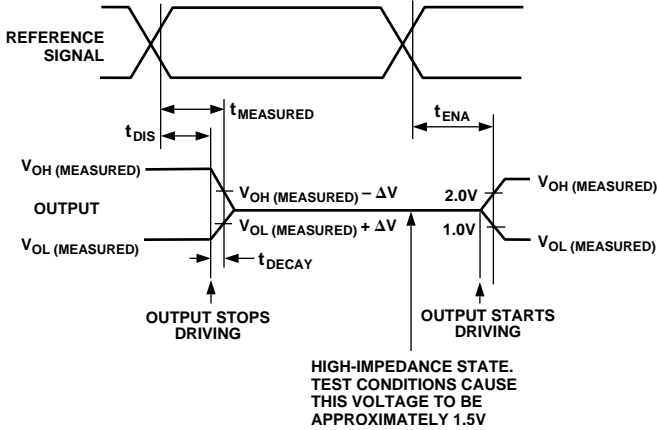 REFERENCE
SIGNAL
tMEASURED
tENA
tDIS
VOH (MEASURED)
VOH (MEASURED) – ΔV
2.0V
VOH (MEASURED)
OUTPUT
VOL (MEASURED) + ΔV
1.0V
VOL (MEASURED)
VOL (MEASURED)
tDECAY
OUTPUT STOPS
DRIVING
OUTPUT STARTS
DRIVING
HIGH-IMPEDANCE STATE.
TEST CONDITIONS CAUSE
THIS VOLTAGE TO BE
APPROXIMATELY 1.5V